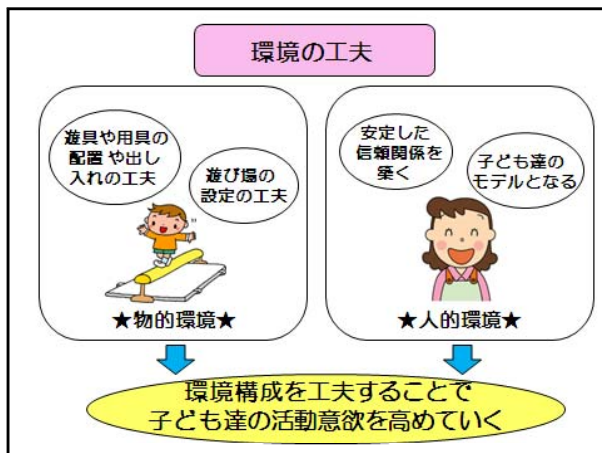 環境の工夫
遊具や用具の
配置や出し
入れの工夫
遊び場の
設定の工夫
★物的環境★
安定した
信頼関係を
築く
子ども達の
モデルとなる
★人的環境★
環境構成を工夫することで
子ども達の活動意欲を高めていく